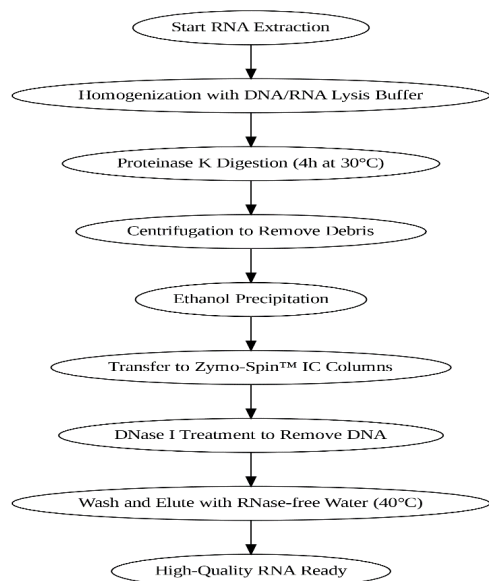 Start RNA Extraction
Homogenization with DNA/RNA Lysis Buffer
Proteinase K Digestion (4h at 30°C)
Centrifugation to Remove Debris
Ethanol Precipitation
Transfer to Zymo-Spin™ IC Columns
DNase I Treatment to Remove DNA
Wash and Elute with RNase-free Water (40°C)
High-Quality RNA Ready